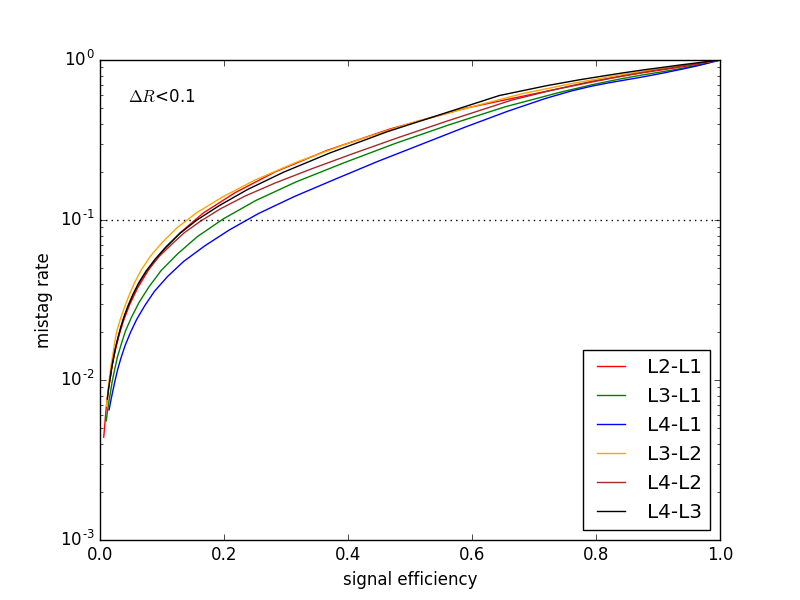 10^0
ΔR<0.1
10^-1
mistag rate
10^-2
L2-L1
L3-L1
L4-L1
L3-L2
L4-L2
L4-L3
10^-3
0.0 0.2 0.4 0.6 0.8 1.0
signal efficiency